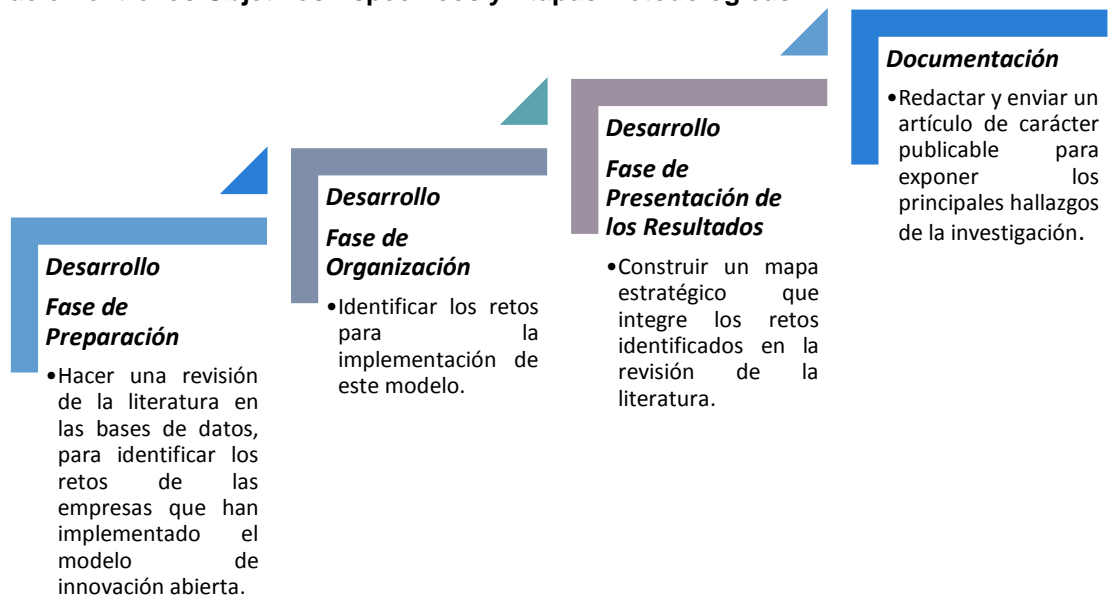 Desarrollo
Fase de
Preparación
•Hacer una revisión
de la literatura en
las bases de datos,
para identificar los
retos de las
empresas que han
implementado el
modelo de
innovación abierta.
Desarrollo
Fase de
Organización
•Identificar los retos
para la
implementación de
este modelo.
Desarrollo
Fase de
Presentación de
los Resultados
•Construir un mapa
estratégico que
integre los retos
identificados en la
revisión de la
literatura.
Documentación
•Redactar y enviar un
artículo de carácter
publicable para
exponer los
principales hallazgos
de la investigación.